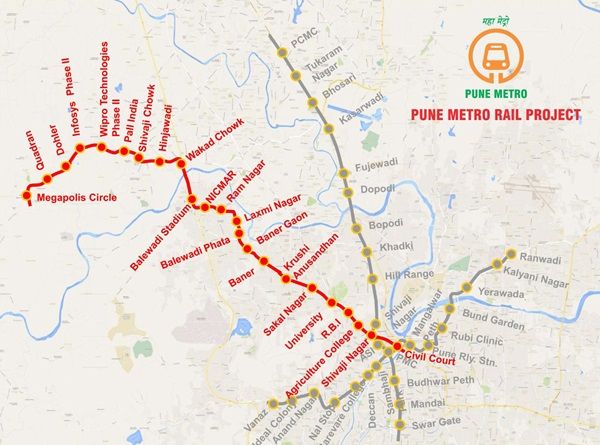 महा मेट्रो
PUNE METRO
PUNE METRO RAIL PROJECT
PCMC
Tukaram
Nagar
Bhosari
Kasarwadi
Fujewadi
Dopodi
Bopodi
Khadki
Hill Range
Shivaji
Nagar
Mangalwar
Peth
Ranwadi
Kalyani Nagar
Yerawada
Bund Garden
Rubi Clinic
Pune Rly. Stn.
Civil Court
PMC
Budhwar Peth
Mandai
Swar Gate
Megapolis Circle
Quadran
Dohler
Infosys Phase II
Wipro Technologies
Phase II
Pall India
Shivaji Chowk
Hinjawadi
Wakad Chowk
Balewadi Stadium
NICMAR
Ram Nagar
Laxmi Nagar
Balewadi Phata
Baner Gaon
Baner
Krushi
Anusandhan
Sakal Nagar
University
R.B.I
Agriculture College
Shivaji Nagar
Vanaz
Ideal Colony
Anand Nagar
Nal Stop
Garevare College
Deccan
Sambhaji